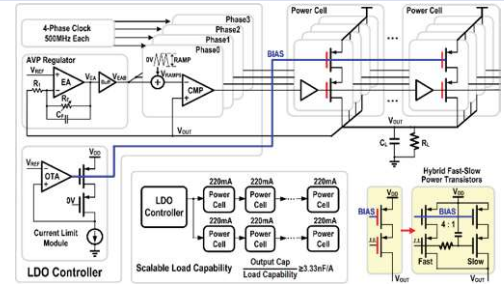 4-Phase Clock
500MHz Each
Phase3
Phase2
Phase1
Phase0
Power Cell
Power Cell
AVP Regulator
0V
RAMP
BIAS
VREF
VEA
VEAB
VRAMP0
R1
EA
Buf
CMP
Cf
VOUT
VOUT
CL
RL
VREF
VDD
OTA
0V
Current Limit
Module
LDO Controller
220mA
220mA
220mA
LDO
Controller
Power
Cell
Power
Cell
Power
Cell
220mA
220mA
220mA
Power
Cell
Power
Cell
Power
Cell
Scalable Load Capability
Output Cap
Load Capability
≥3.33nF/A
Hybrid Fast-Slow
Power Transistors
VDD
VDD
BIAS
BIAS
4 : 1
Fast
Slow
VOUT
VOUT